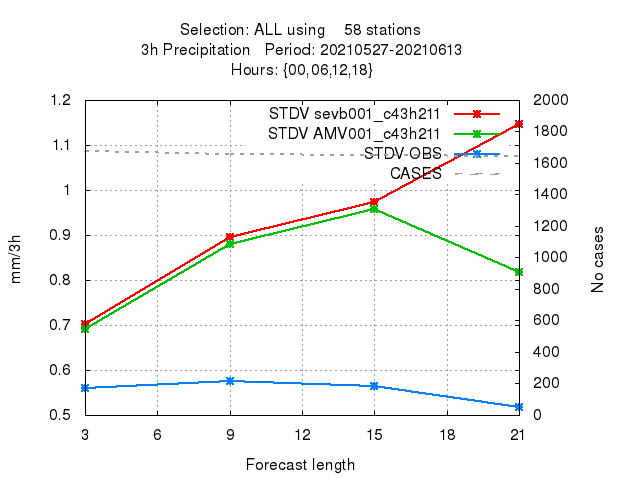 Selection: ALL using 58 stations
3h Precipitation Period: 20210527-20210613
Hours: {00,06,12,18}
STDV sevb001_c43h211
STDV AMV001_c43h211
STDV OBS
CASES
mm/3h
1.2
1.1
1
0.9
0.8
0.7
0.6
0.5
2000
1800
1600
1400
1200
1000
800
600
400
200
0
No cases
3 6 9 12 15 18 21
Forecast length